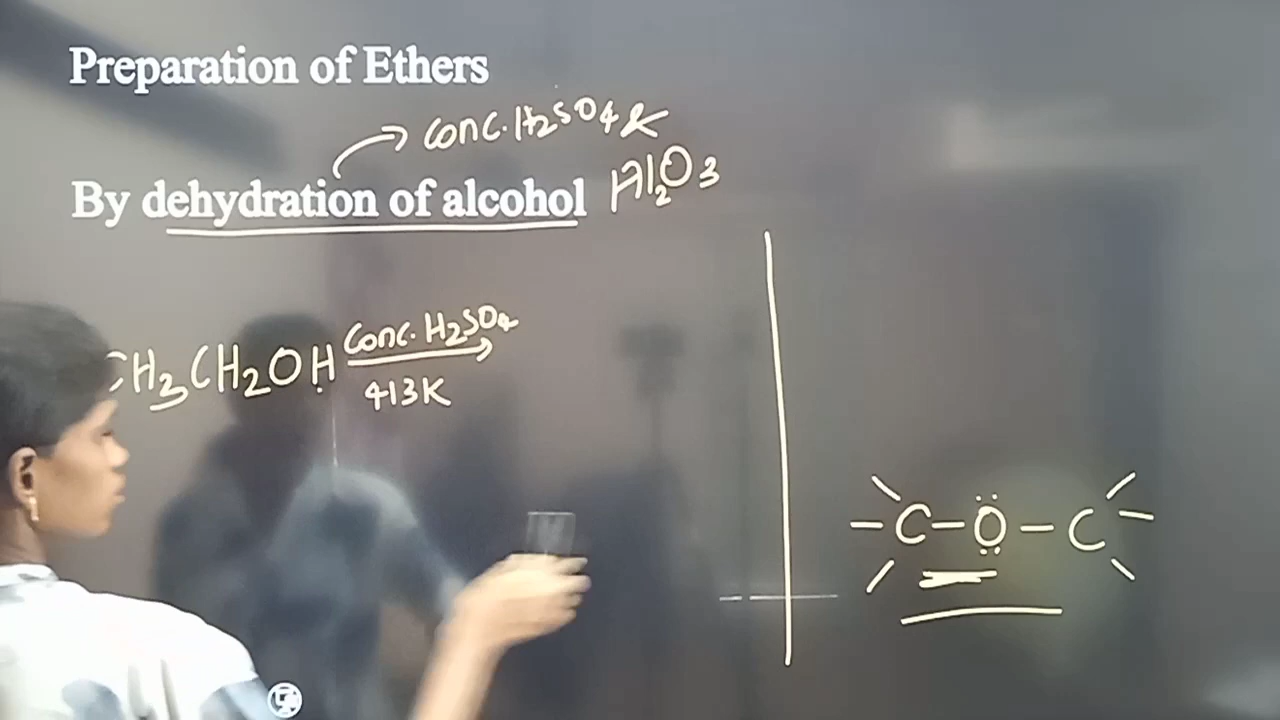 Preparation of Ethers
conc. H2SO4 &
By dehydration of alcohol Al2O3
CH3CH2OH Conc. H2SO4
413K
C-O-C